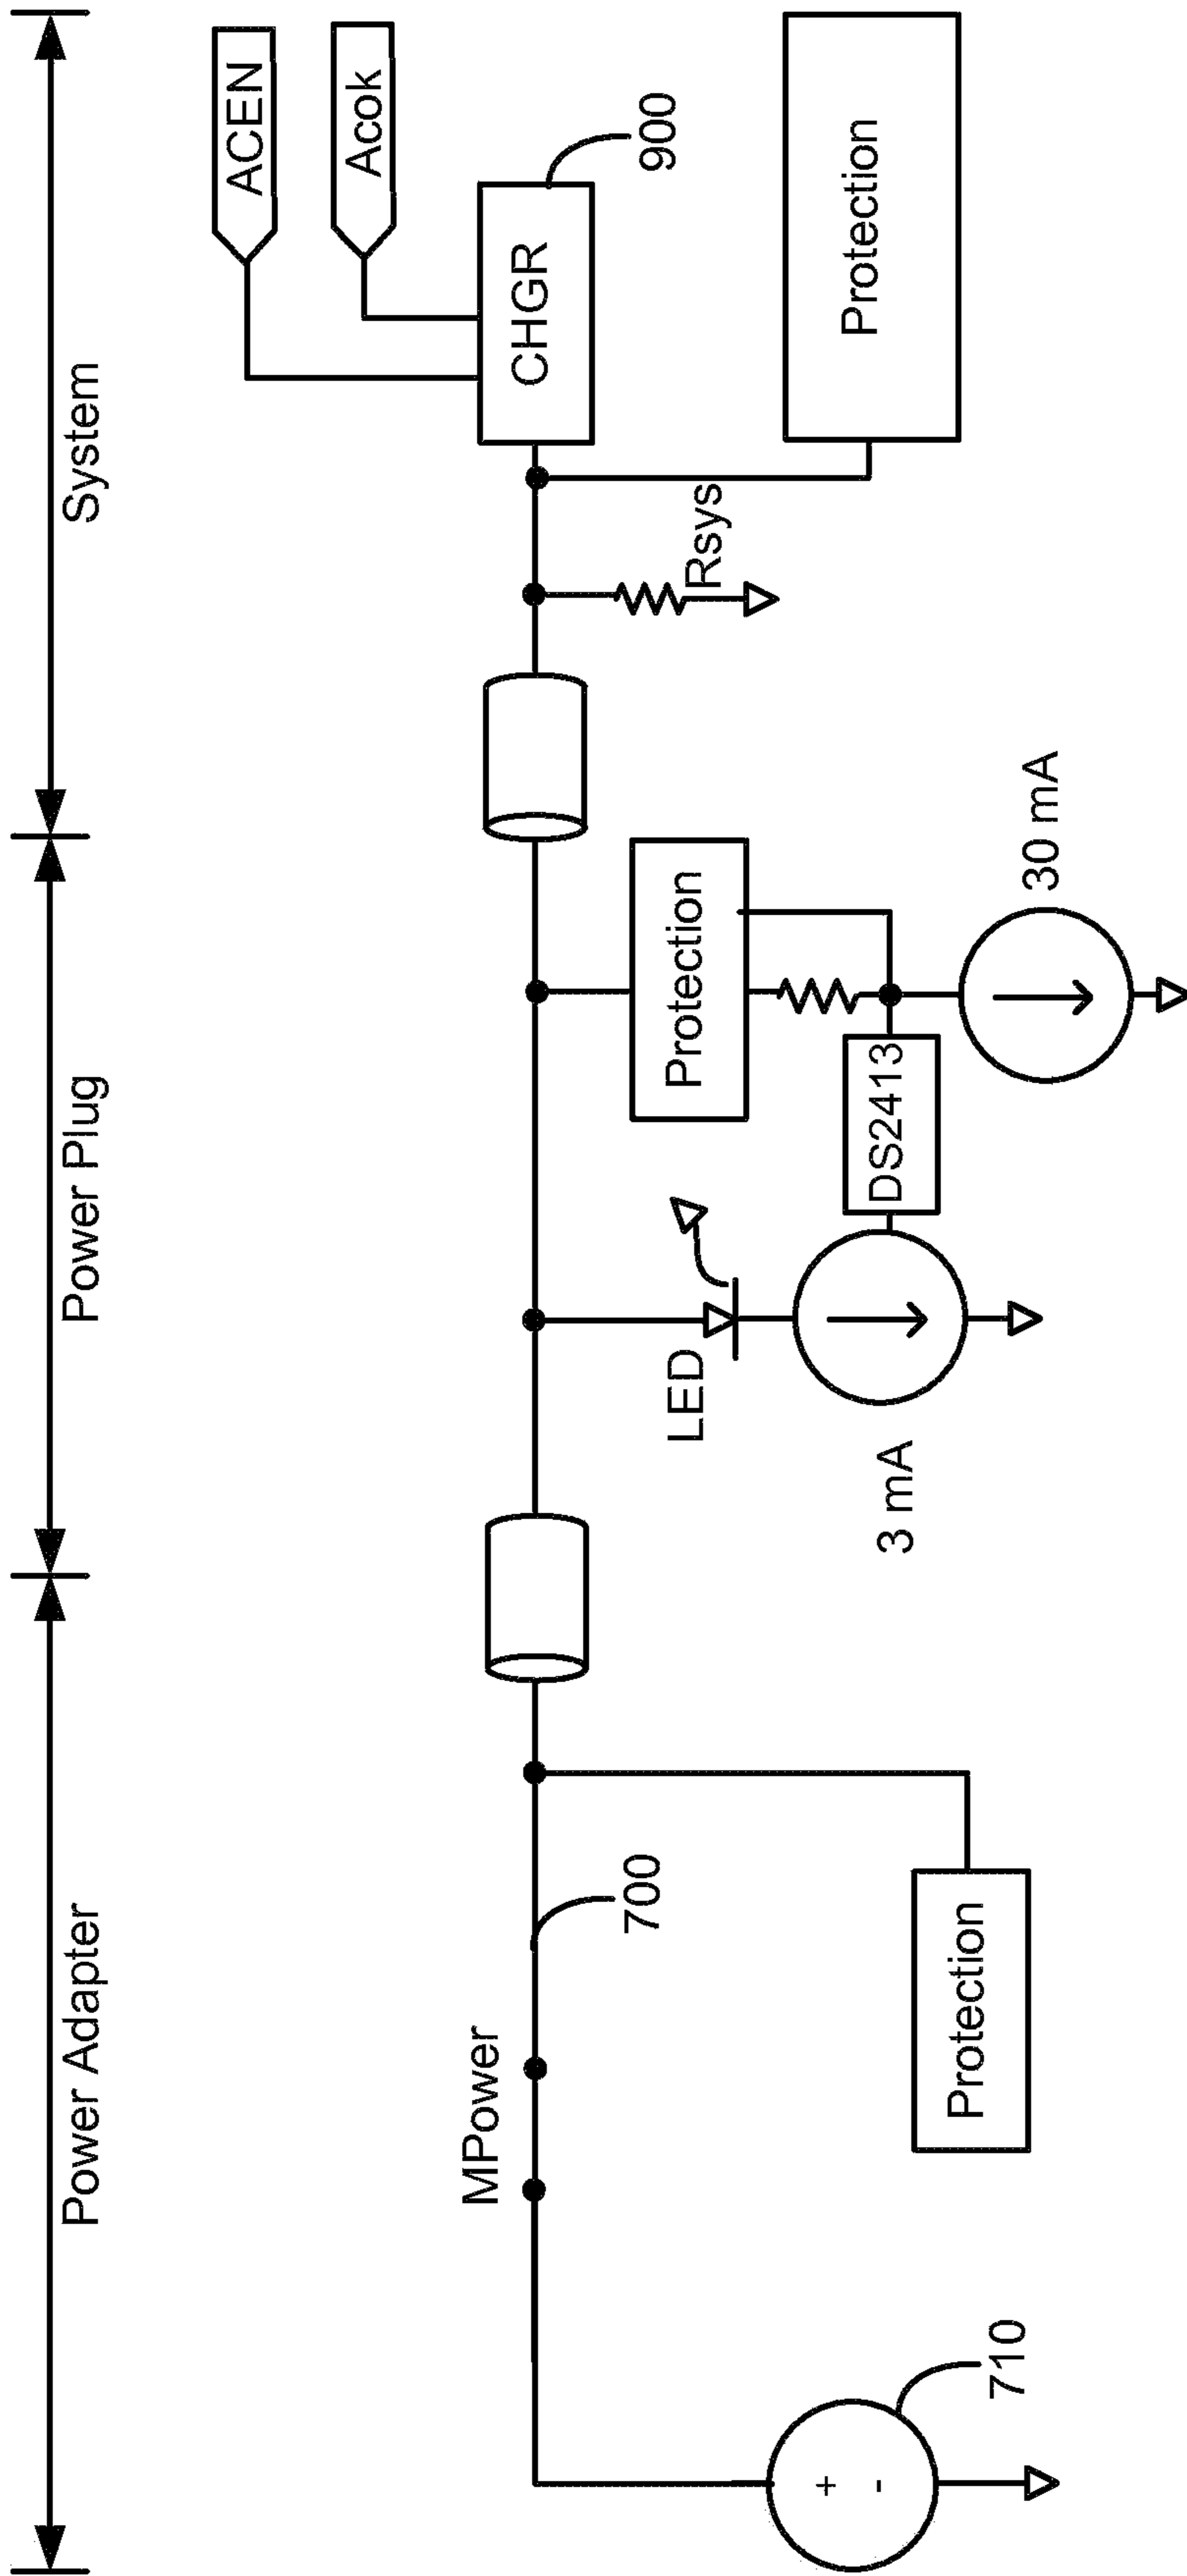 Power Adapter
Power Plug
System
MPower
700
710
+
-
Protection
LED
3 mA
DS2413
Protection
30 mA
Rsys
CHGR
900
ACEN
Acok
Protection